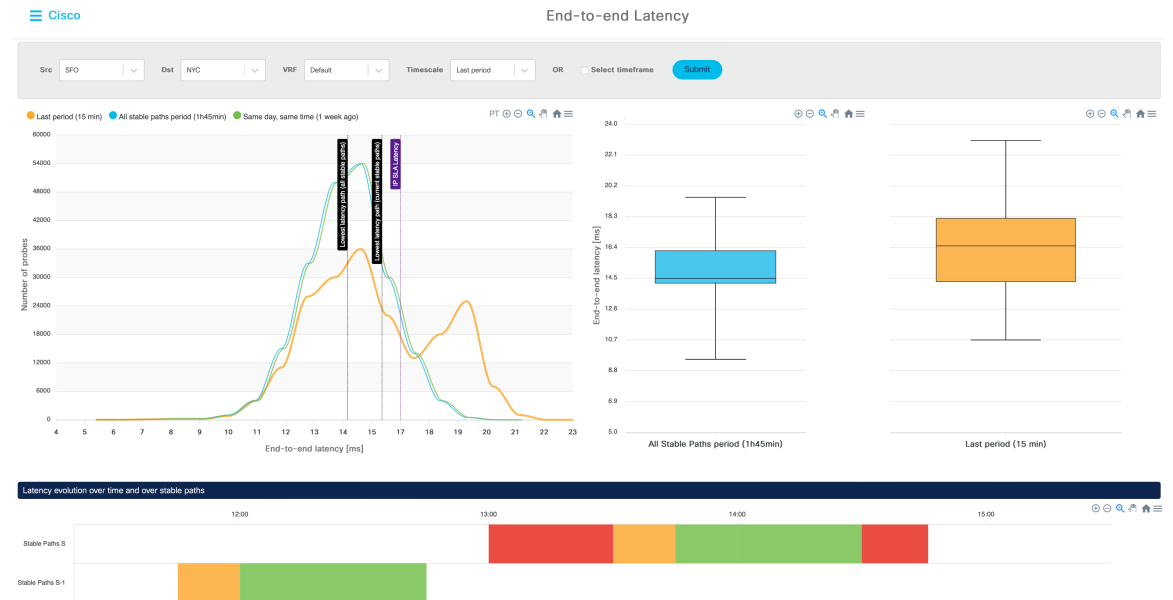 Cisco
End-to-end Latency
Src SFO Dst NYC VRF Default Timescale Last period OR Select timeframe Submit
Last period (15 min) All stable paths period (1h45min) Same day, same time (1 week ago)
PT
60000
54000
48000
42000
36000
30000
24000
18000
12000
6000
0
Number of probes
Lowest latency path (all stable paths)
Lowest latency path (current stable paths)
IP SLA Latency
4 5 6 7 8 9 10 11 12 13 14 15 16 17 18 19 20 21 22 23
End-to-end latency [ms]
24.0
22.1
20.2
18.3
16.4
14.5
12.6
10.7
8.8
6.9
5.0
End-to-end latency [ms]
All Stable Paths period (1h45min)
Last period (15 min)
Latency evolution over time and over stable paths
12:00 13:00 14:00 15:00
Stable Paths S
Stable Paths S-1